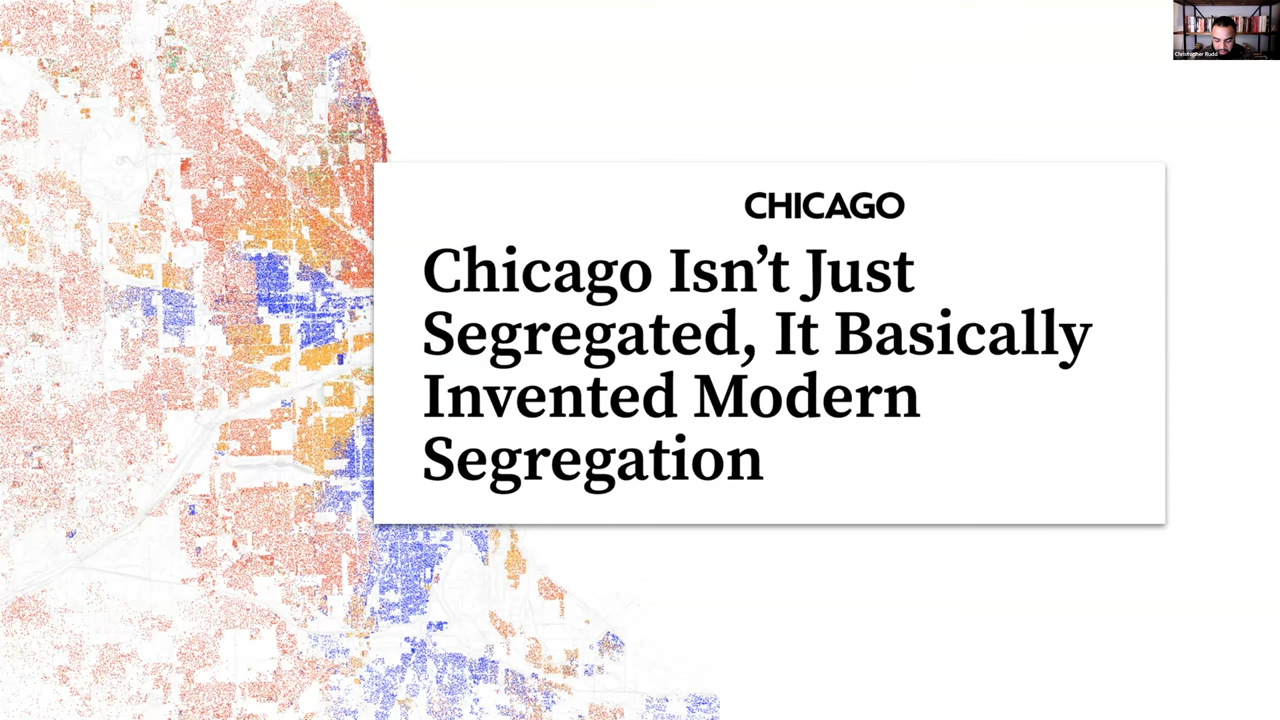 Christopher Rudd
CHICAGO
Chicago Isn’t Just
Segregated, It Basically
Invented Modern
Segregation